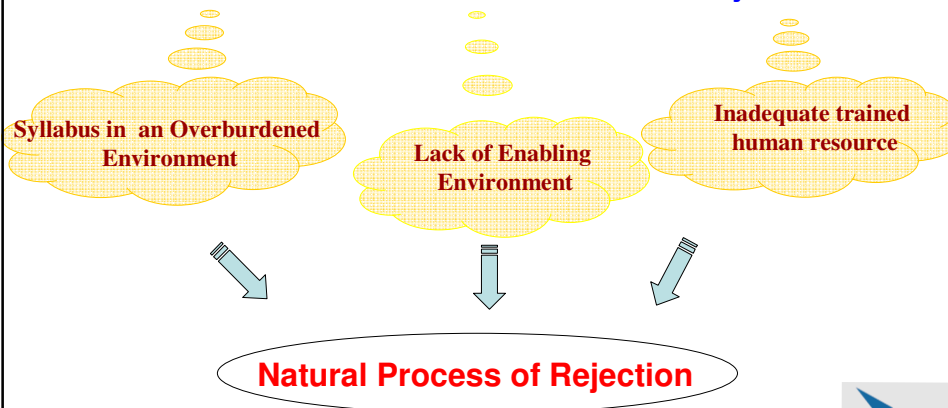 Syllabus in an Overburdened
Environment
Lack of Enabling
Environment
Inadequate trained
human resource
Natural Process of Rejection